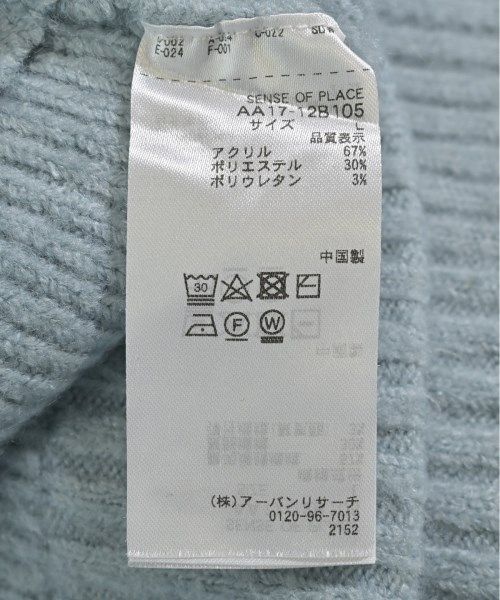 E-024 F-001
SENSE OF PLACE
AA17-12B105
サイズ L
品質表示
アクリル 67%
ポリエステル 30%
ポリウレタン 3%
中国製
30
F W
(株)アーバンリサーチ
0120-96-7013
2152